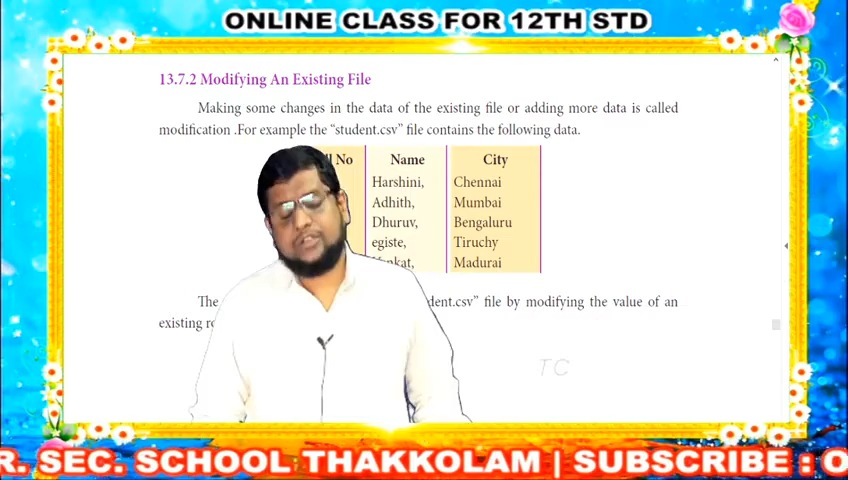 ONLINE CLASS FOR 12TH STD
13.7.2 Modifying An Existing File
Making some changes in the data of the existing file or adding more data is called
modification .For example the “student.csv” file contains the following data.
No Name City
Harshini, Chennai
Adhith, Mumbai
Dhuruv, Bengaluru
egiste, Tiruchy
Madurai
The dent.csv” file by modifying the value of an
existing
TC
R. SEC. SCHOOL THAKKOLAM | SUBSCRIBE : O